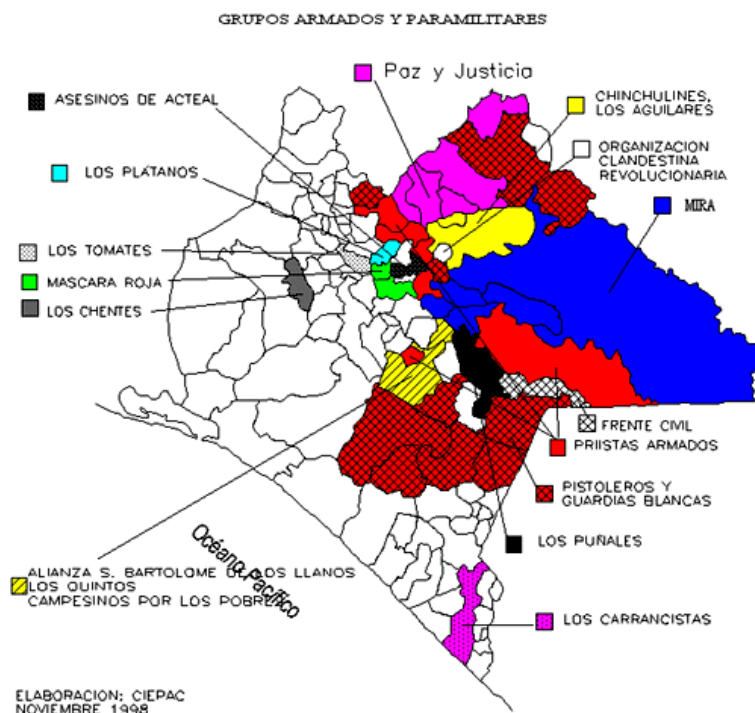 GRUPOS ARMADOS Y PARAMILITARES
Paz y Justicia
ASESINOS DE ACTEAL
CHINCHULINES,
LOS AGUILARES
LOS PLATANOS
ORGANIZACION
CLANDESTINA
REVOLUCIONARIA
MIRA
LOS TOMATES
MASCARA ROJA
LOS CHENTES
FRENTE CIVIL
PRIISTAS ARMADOS
PISTOLEROS Y
GUARDIAS BLANCAS
LOS PUÑALES
Océano Pacífico
ALIANZA S. BARTOLOME LOS LLANOS
LOS QUINTOS
CAMPESINOS POR LOS
LOS CARRANCISTAS
ELABORACION: CIEPAC
NOVIEMBRE 1998